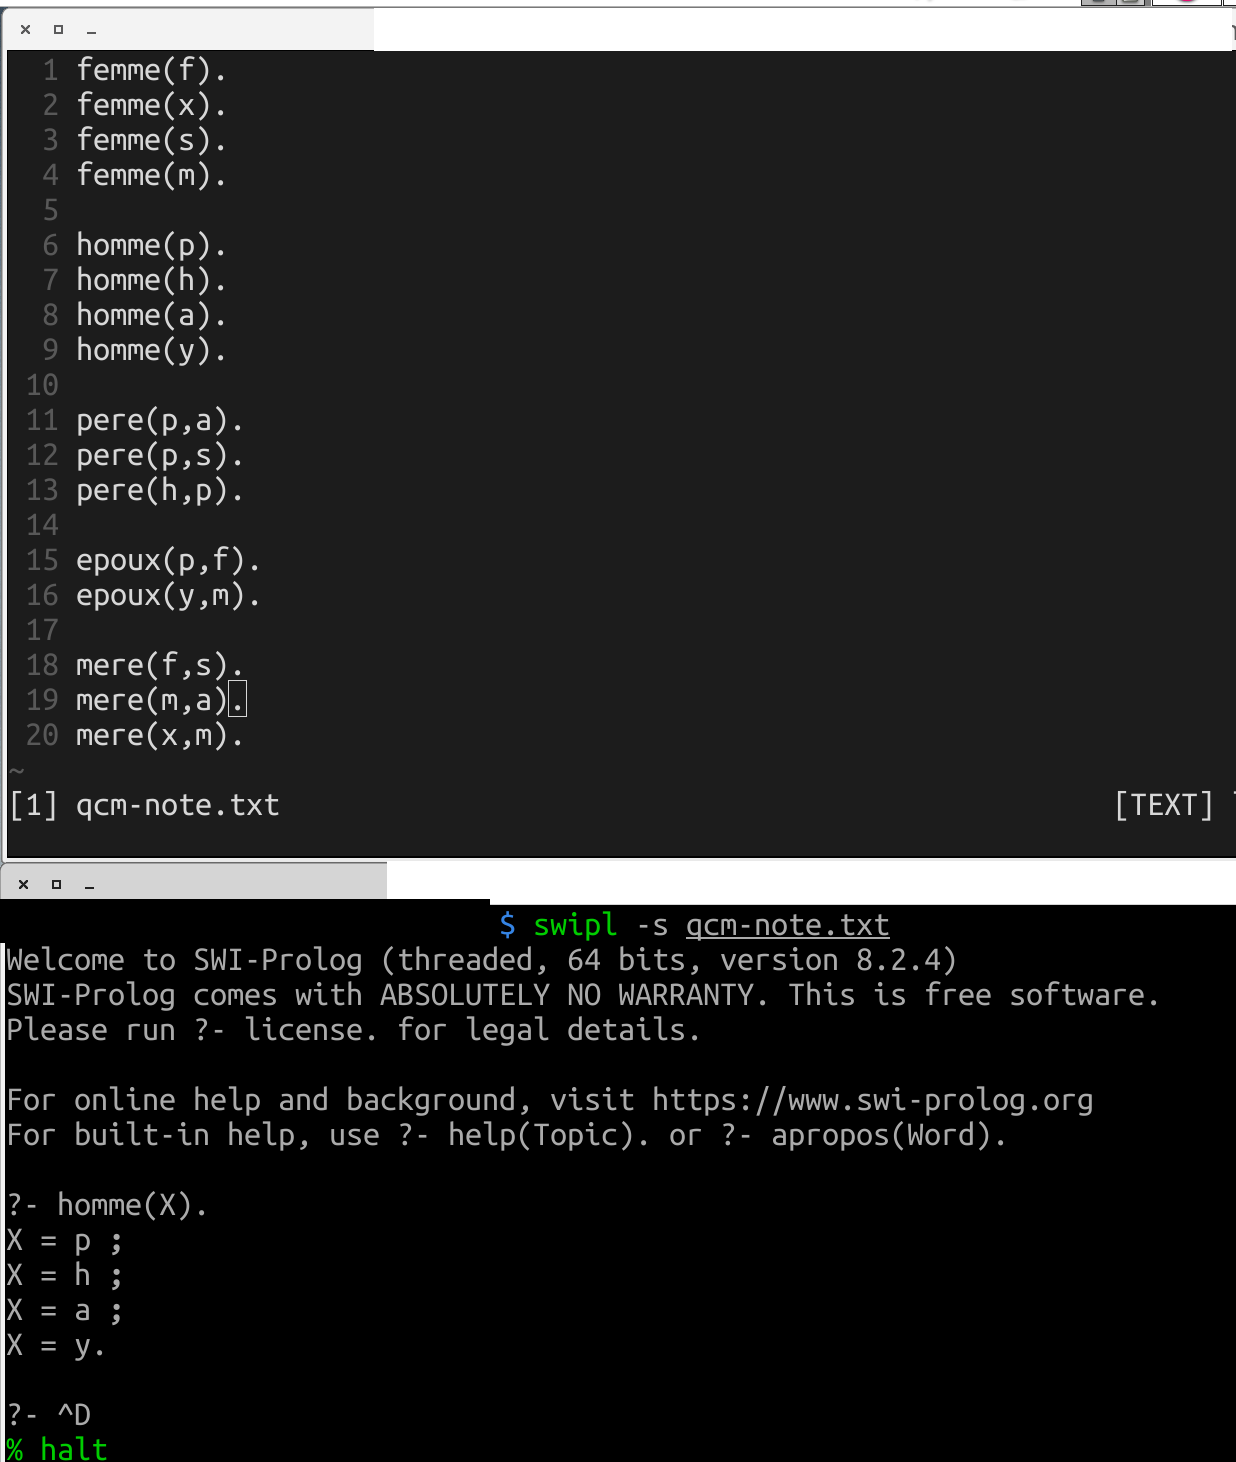 1 femme(f).
2 femme(x).
3 femme(s).
4 femme(m).
5
6 homme(p).
7 homme(h).
8 homme(a).
9 homme(y).
10
11 pere(p,a).
12 pere(p,s).
13 pere(h,p).
14
15 epoux(p,f).
16 epoux(y,m).
17
18 mere(f,s).
19 mere(m,a).
20 mere(x,m).
~
[1] qcm-note.txt [TEXT]
$ swipl -s qcm-note.txt
Welcome to SWI-Prolog (threaded, 64 bits, version 8.2.4)
SWI-Prolog comes with ABSOLUTELY NO WARRANTY. This is free software.
Please run ?- license. for legal details.
For online help and background, visit https://www.swi-prolog.org
For built-in help, use ?- help(Topic). or ?- apropos(Word).
?- homme(X).
X = p ;
X = h ;
X = a ;
X = y.
?- ^D
% halt